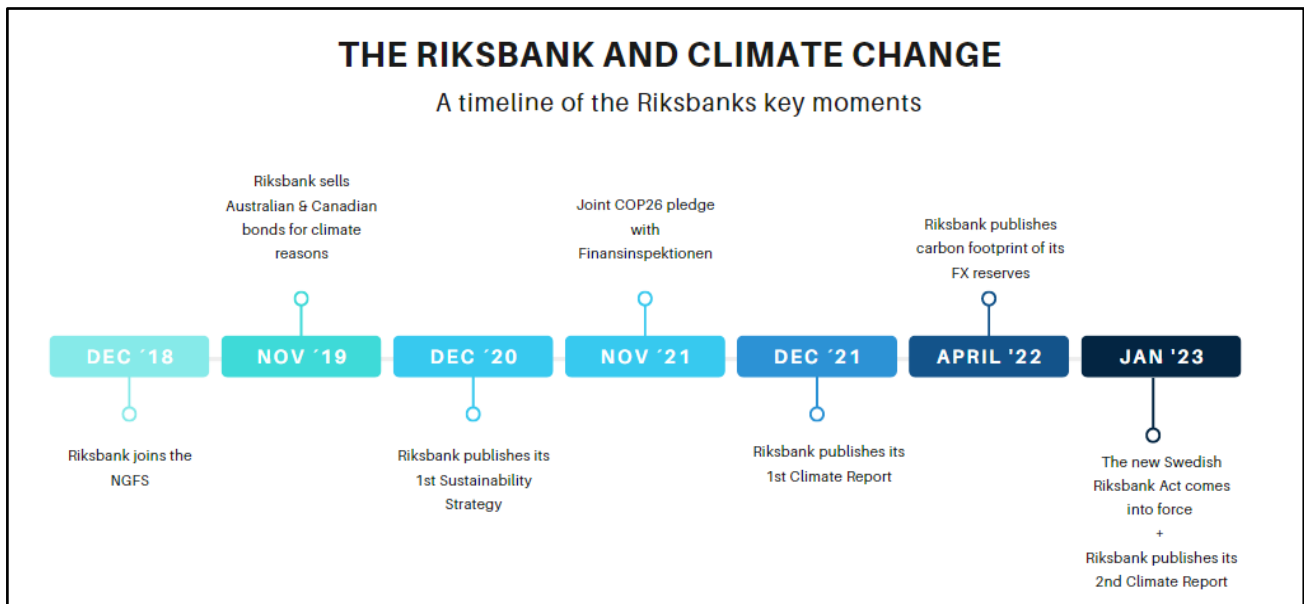 THE RIKSBANK AND CLIMATE CHANGE
A timeline of the Riksbanks key moments
DEC ´18
Riksbank joins the
NGFS
Riksbank sells
Australian & Canadian
bonds for climate
reasons
NOV ´19
DEC ´20
Riksbank publishes its
1st Sustainability
Strategy
Joint COP26 pledge
with
Finansinspektionen
NOV ´21
DEC ´21
Riksbank publishes its
1st Climate Report
Riksbank publishes
carbon footprint of its
FX reserves
APRIL '22
JAN '23
The new Swedish
Riksbank Act comes
into force
+
Riksbank publishes its
2nd Climate Report